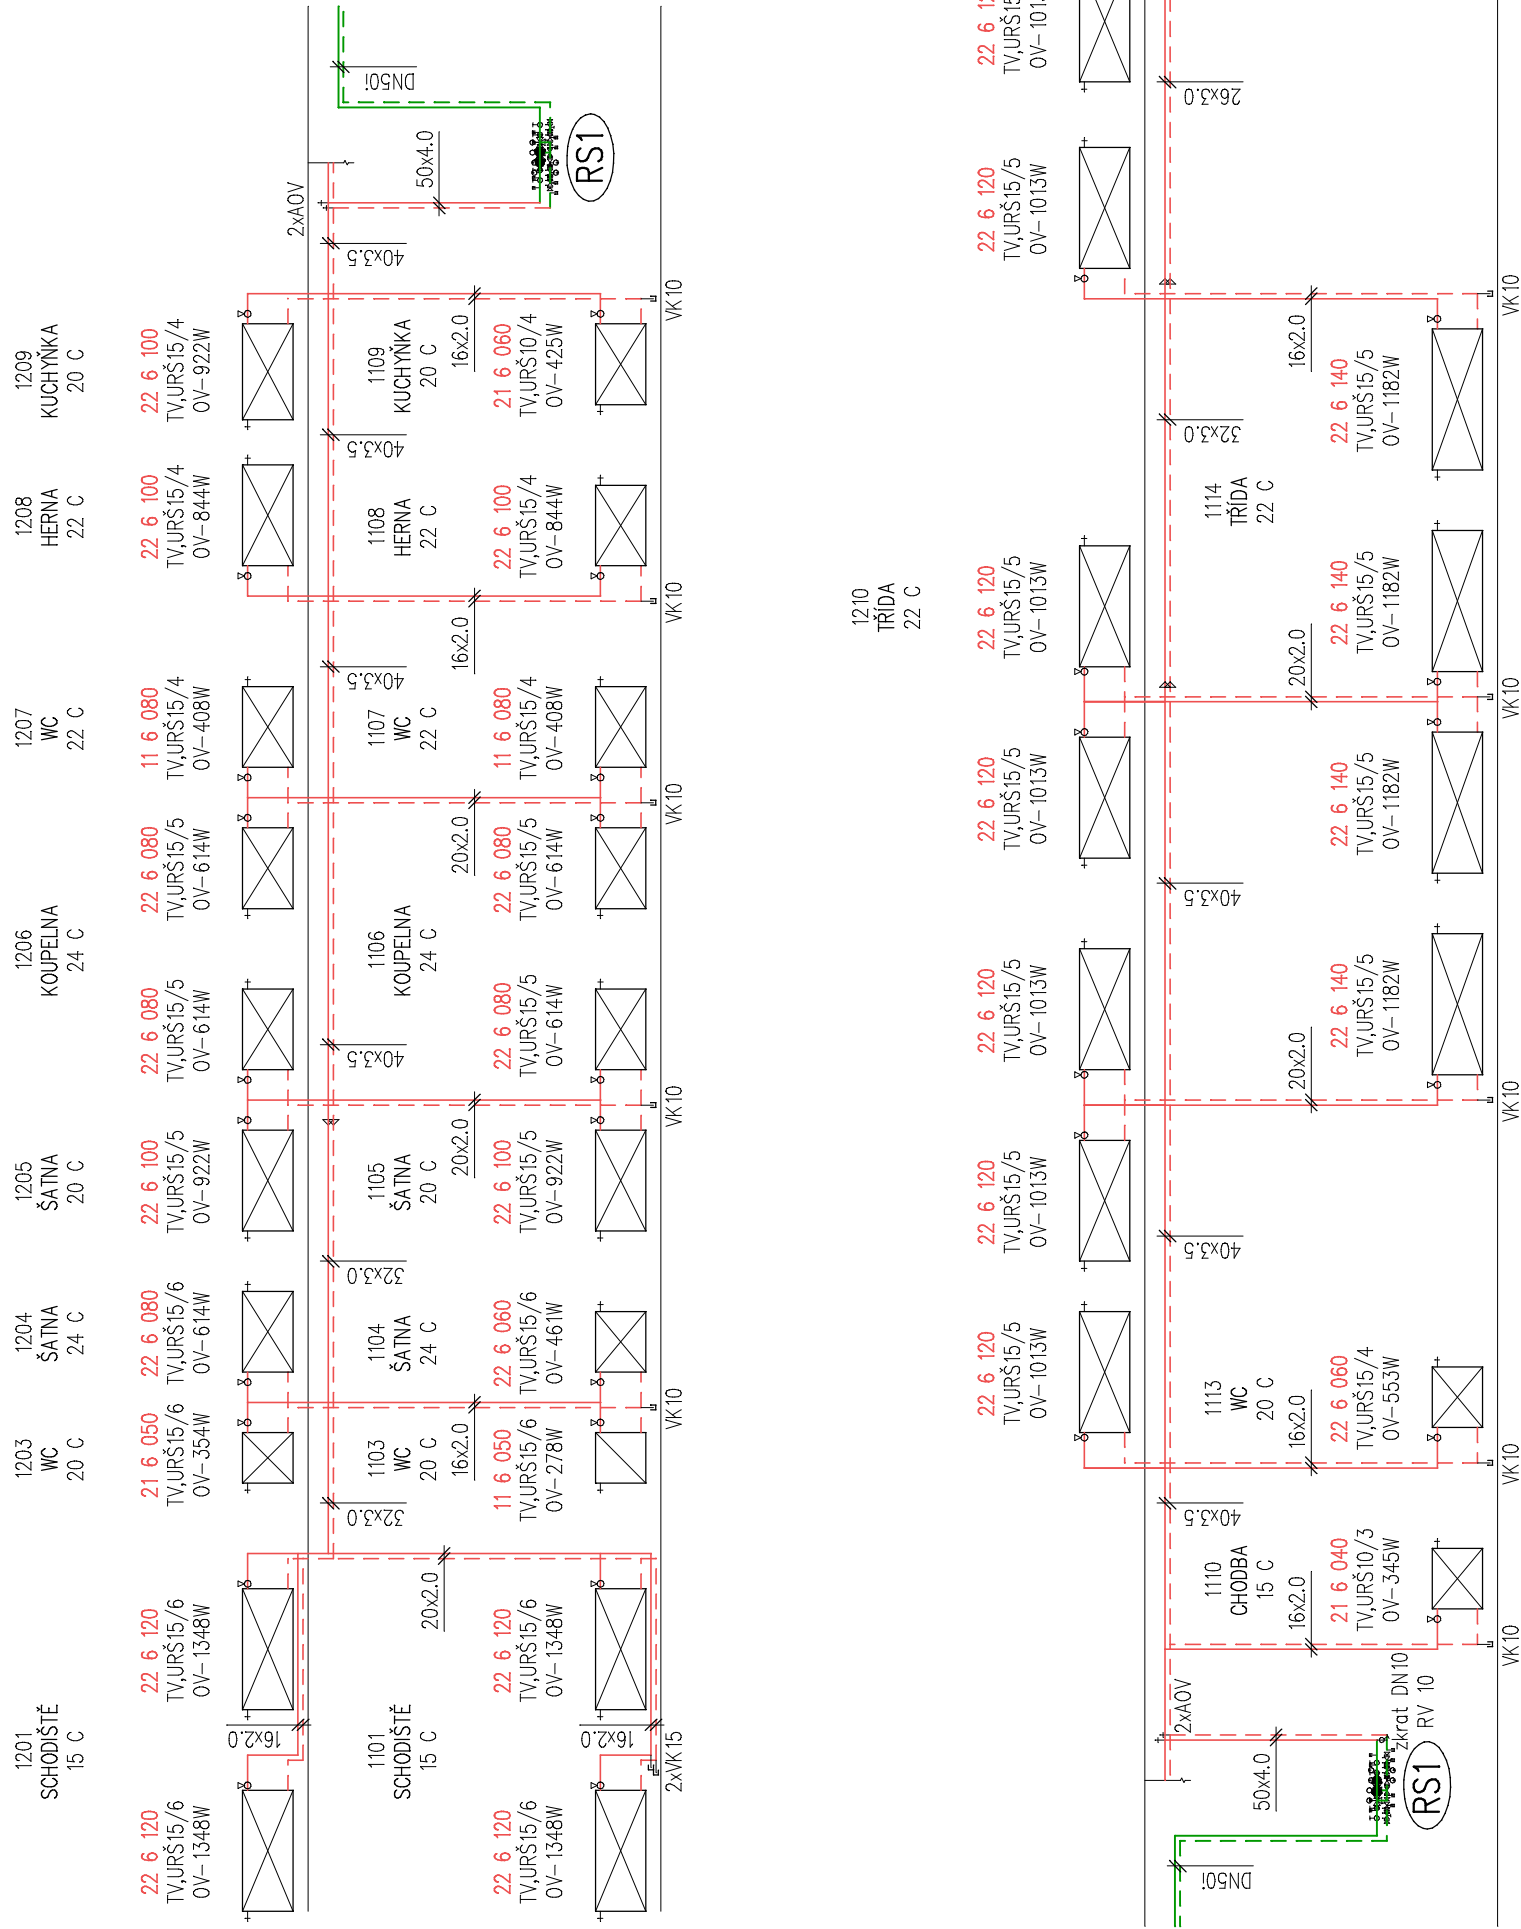 1209
KUCHYŇKA
20 C
22 6 100
TV,URŠ15/4
OV-922W
1208
HERNA
22 C
22 6 100
TV,URŠ15/4
OV-844W
1207
WC
22 C
11 6 080
TV,URŠ15/4
OV-408W
1206
KOUPELNA
24 C
22 6 080
TV,URŠ15/5
OV-614W
22 6 080
TV,URŠ15/5
OV-614W
1205
ŠATNA
20 C
22 6 100
TV,URŠ15/5
OV-922W
1204
ŠATNA
24 C
22 6 080
TV,URŠ15/6
OV-614W
1203
WC
20 C
21 6 050
TV,URŠ15/6
OV-354W
1201
SCHODIŠTĚ
15 C
22 6 120
TV,URŠ15/6
OV-1348W
22 6 120
TV,URŠ15/6
OV-1348W
DN50i
50x4.0
RS1
2xAOV
40x3.5
40x3.5
40x3.5
40x3.5
32x3.0
32x3.0
16x2.0
16x2.0
1109
KUCHYŇKA
20 C
16x2.0
21 6 060
TV,URŠ10/4
OV-425W
VK10
1108
HERNA
22 C
22 6 100
TV,URŠ15/4
OV-844W
16x2.0
VK10
1107
WC
22 C
11 6 080
TV,URŠ15/4
OV-408W
20x2.0
VK10
1106
KOUPELNA
24 C
22 6 080
TV,URŠ15/5
OV-614W
22 6 080
TV,URŠ15/5
OV-614W
VK10
1105
ŠATNA
20 C
20x2.0
22 6 100
TV,URŠ15/5
OV-922W
1104
ŠATNA
24 C
22 6 060
TV,URŠ15/6
OV-461W
VK10
1103
WC
20 C
16x2.0
11 6 050
TV,URŠ15/6
OV-278W
20x2.0
1101
SCHODIŠTĚ
15 C
22 6 120
TV,URŠ15/6
OV-1348W
22 6 120
TV,URŠ15/6
OV-1348W
2xVK15
26x3.0
22 6 120
TV,URŠ15/5
OV-1013W
1210
TŘÍDA
22 C
22 6 120
TV,URŠ15/5
OV-1013W
22 6 120
TV,URŠ15/5
OV-1013W
22 6 120
TV,URŠ15/5
OV-1013W
22 6 120
TV,URŠ15/5
OV-1013W
22 6 120
TV,URŠ15/5
OV-1013W
32x3.0
40x3.5
40x3.5
40x3.5
1114
TŘÍDA
22 C
16x2.0
22 6 140
TV,URŠ15/5
OV-1182W
VK10
22 6 140
TV,URŠ15/5
OV-1182W
20x2.0
VK10
22 6 140
TV,URŠ15/5
OV-1182W
22 6 140
TV,URŠ15/5
OV-1182W
20x2.0
VK10
1113
WC
20 C
16x2.0
22 6 060
TV,URŠ15/4
OV-553W
VK10
1110
CHODBA
15 C
16x2.0
21 6 040
TV,URŠ10/3
OV-345W
VK10
2xAOV
50x4.0
zkrat DN10
RV 10
RS1
DN50i